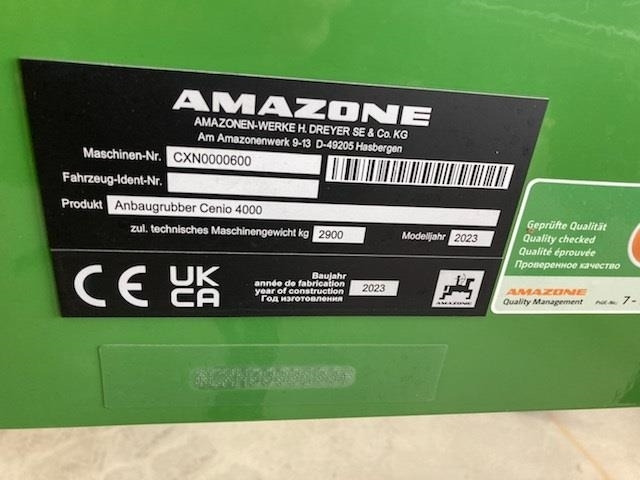 AMAZONE
AMAZONEN-WERKE H. DREYER SE & Co. KG
Am Amazonenwerk 9-13 D-49205 Hasbergen
Maschinen-Nr. CXN0000600
Fahrzeug-Ident-Nr.
Produkt Anbaugrubber Cenio 4000
zul. technisches Maschinengewicht kg 2900 Modelljahr 2023
CE UK CA
Baujahr
année de fabrication
year of construction
Год изготовления
2023
AMAZONE
Geprüfte Qualität
Quality checked
Qualité éprouvée
Проверенное качество
AMAZONE
Quality Management
7-